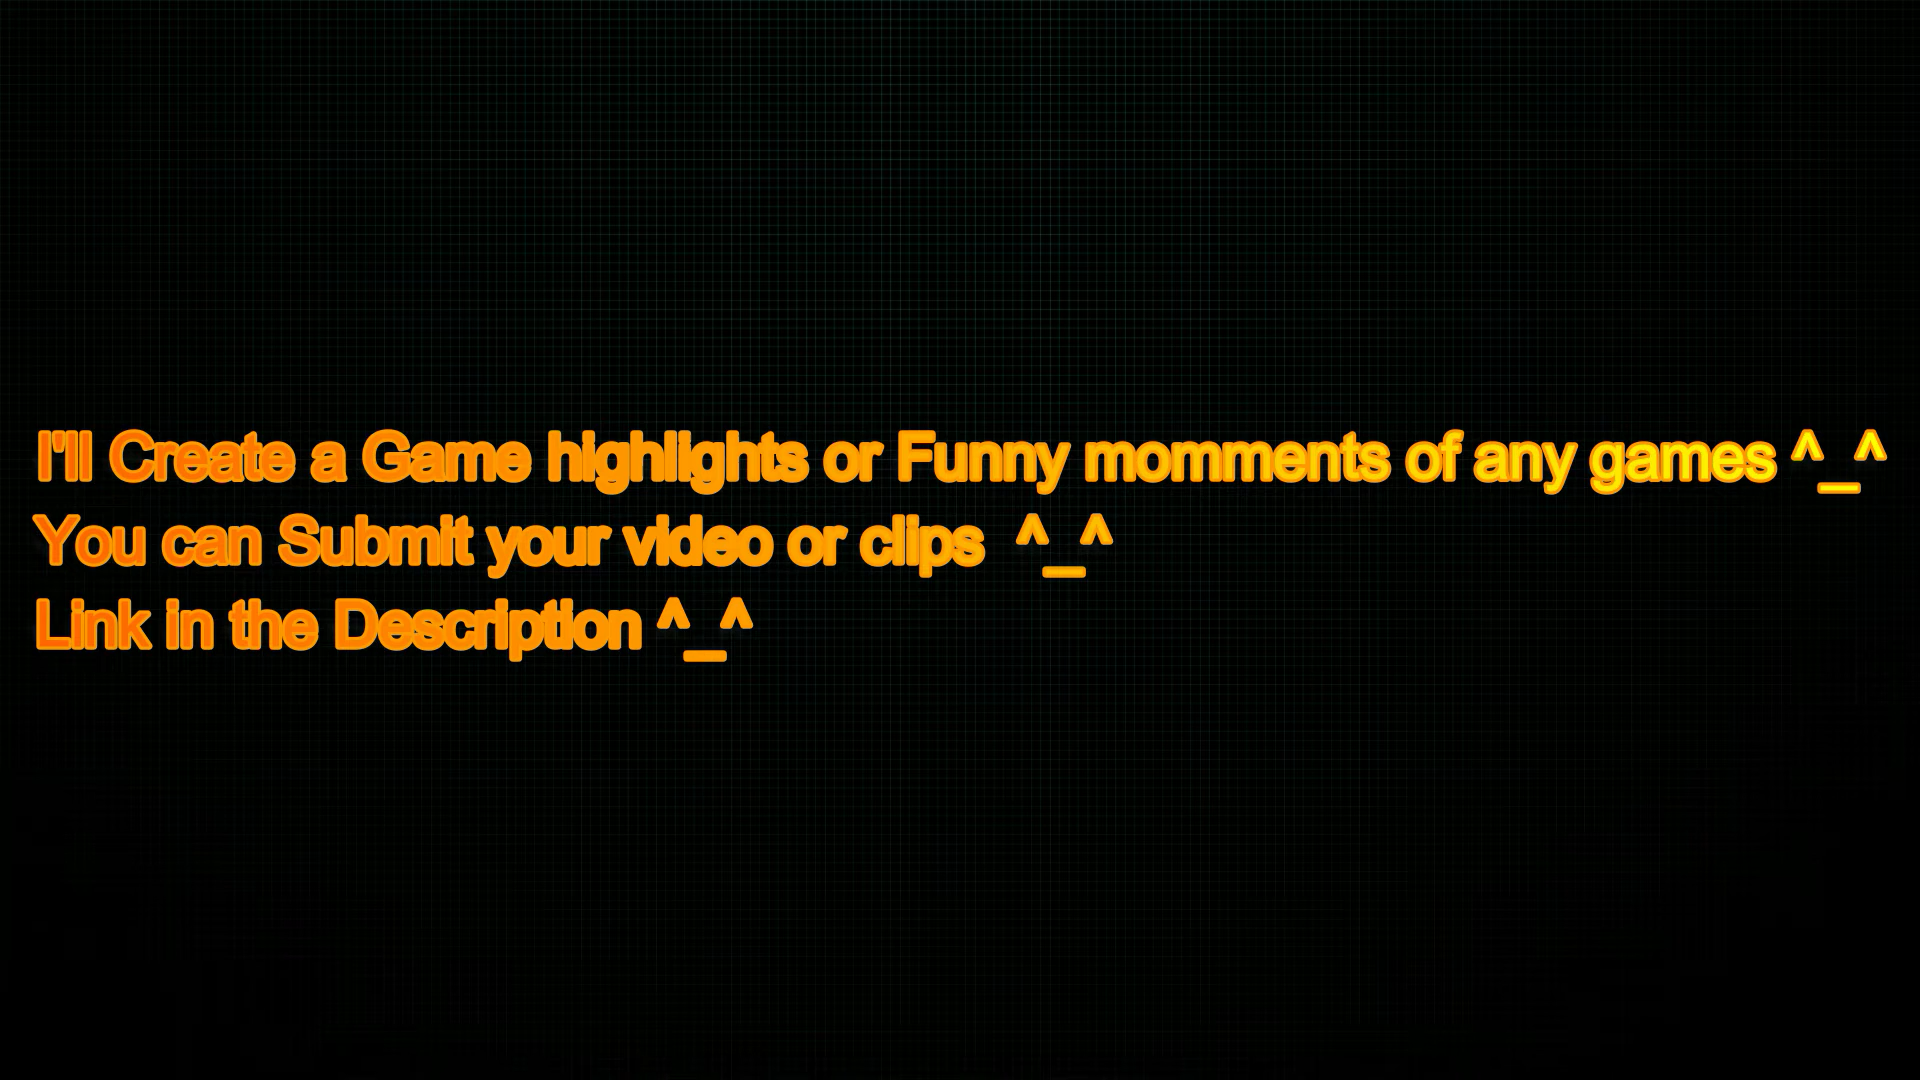 I'll Create a Game highlights or Funny momments of any games ^_^
You can Submit your video or clips  ^_^
Link in the Description ^_^